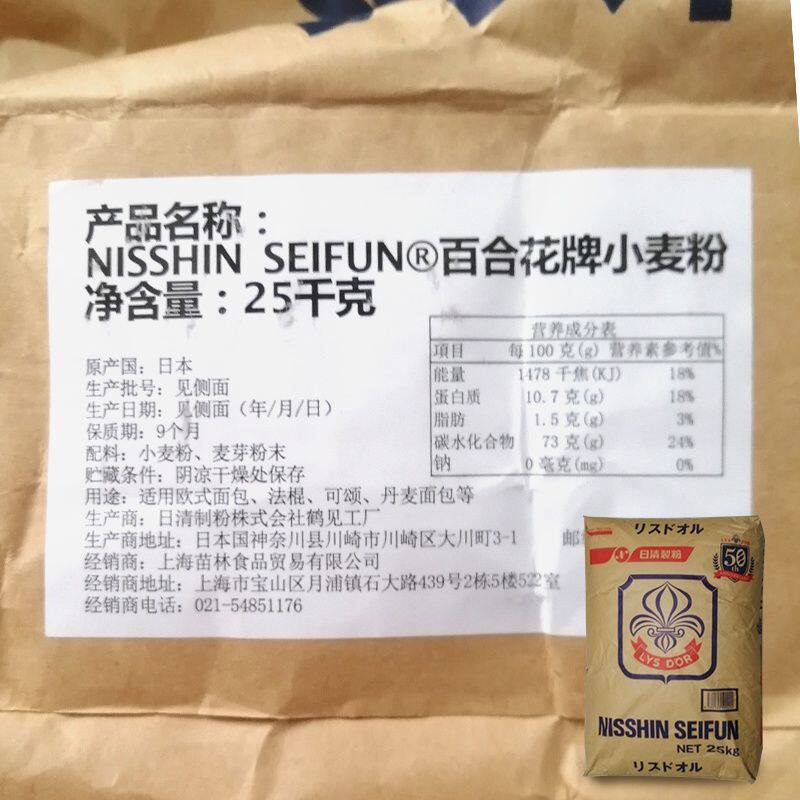 产品名称：
NISSHIN SEIFUN®百合花牌小麦粉
净含量：25千克
营养成分表
項目 每100克(g) 营养素参考值%
能量 1478千焦(KJ) 18%
蛋白质 10.7克(g) 18%
脂肪 1.5克(g) 3%
碳水化合物 73克(g) 24%
钠 0毫克(mg) 0%
原产国：日本
生产批号：见侧面
生产日期：见侧面（年/月/日）
保质期：9个月
配料：小麦粉、麦芽粉末
贮藏条件：阴凉干燥处保存
用途：适用欧式面包、法棍、可颂、丹麦面包等
生产商：日清制粉株式会社鹤见工厂
生产商地址：日本国神奈川县川崎市川崎区大川町3-1
经销商：上海苗林食品贸易有限公司
经销商地址：上海市宝山区月浦镇石大路439号2栋5楼522室
经销商电话：021-54851176
リスドオル
日清製粉
50th
LYS DOR
NISSHIN SEIFUN
NET 25kg
リスドオル